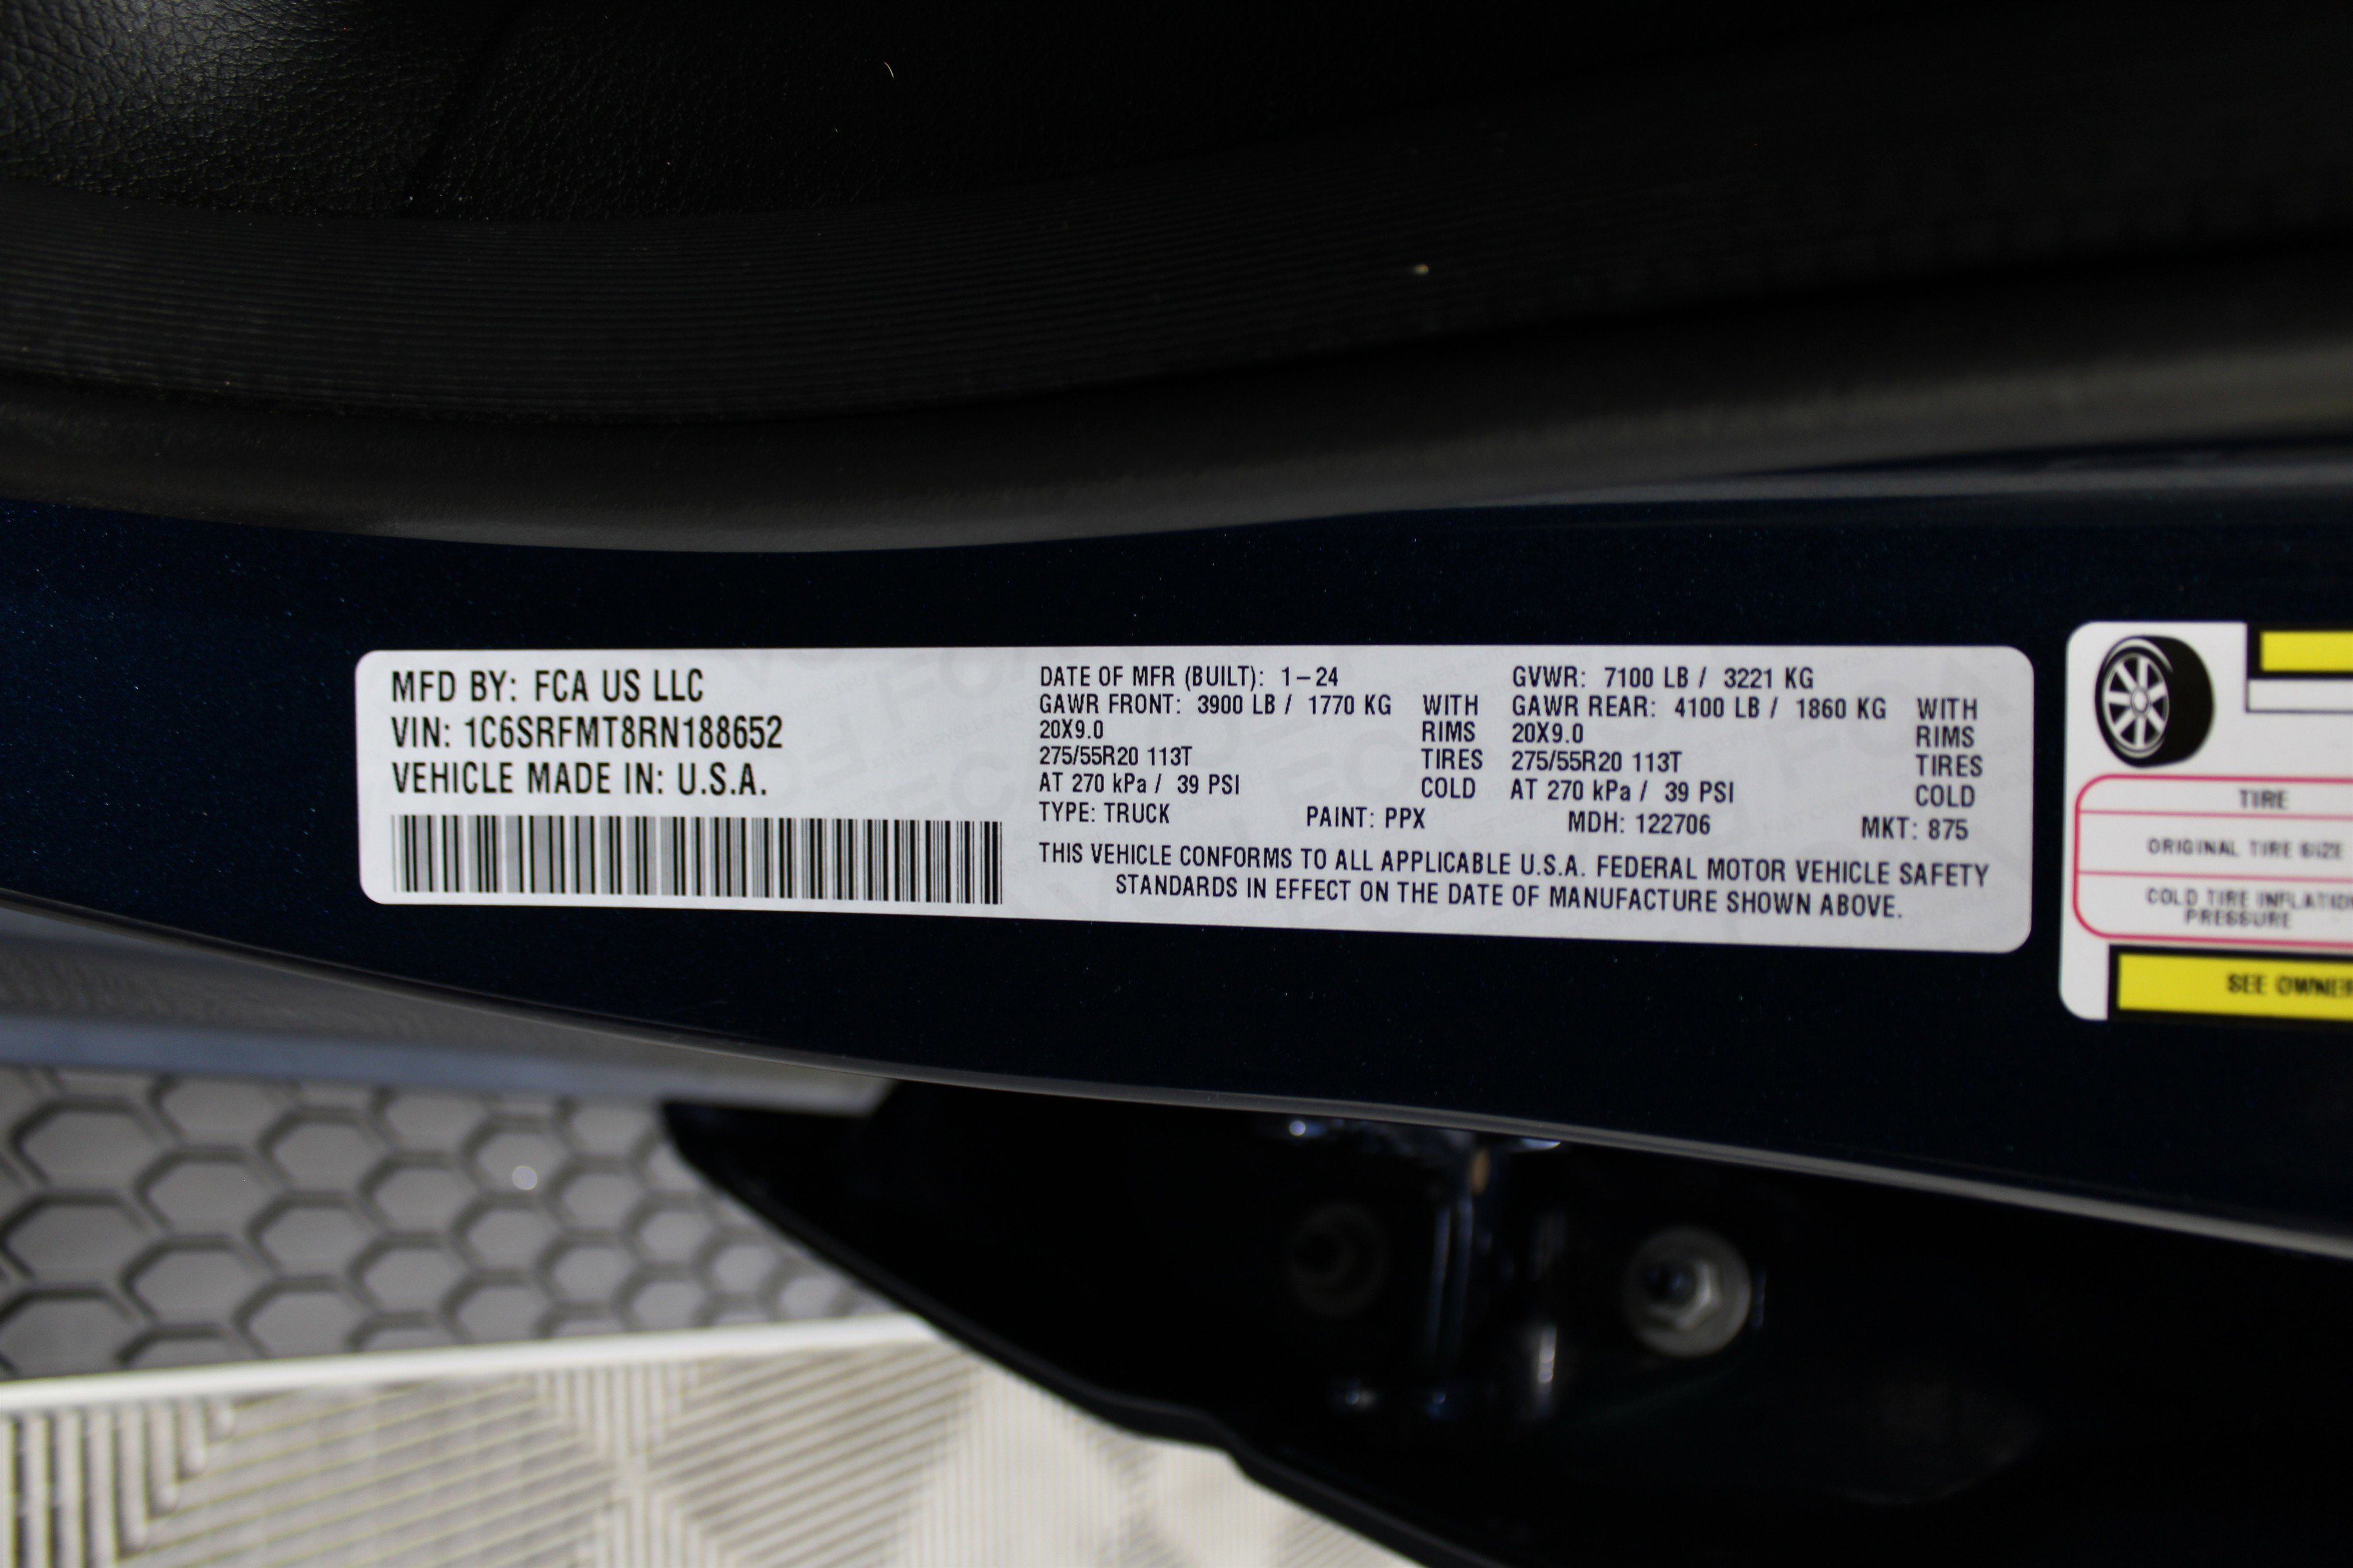 MFD BY: FCA US LLC
VIN: 1C6SRFMT8RN188652
VEHICLE MADE IN: U.S.A.
DATE OF MFR (BUILT): 1-24 GVWR: 7100 LB / 3221 KG
GAWR FRONT: 3900 LB / 1770 KG WITH GAWR REAR: 4100 LB / 1860 KG WITH
20X9.0 RIMS 20X9.0 RIMS
275/55R20 113T TIRES 275/55R20 113T TIRES
AT 270 kPa / 39 PSI COLD AT 270 kPa / 39 PSI COLD
TYPE: TRUCK PAINT: PPX MDH: 122706 MKT: 875
THIS VEHICLE CONFORMS TO ALL APPLICABLE U.S.A. FEDERAL MOTOR VEHICLE SAFETY
STANDARDS IN EFFECT ON THE DATE OF MANUFACTURE SHOWN ABOVE.
TIRE
ORIGINAL TIRE SIZE
COLD TIRE INFLATION
PRESSURE
SEE OWNER